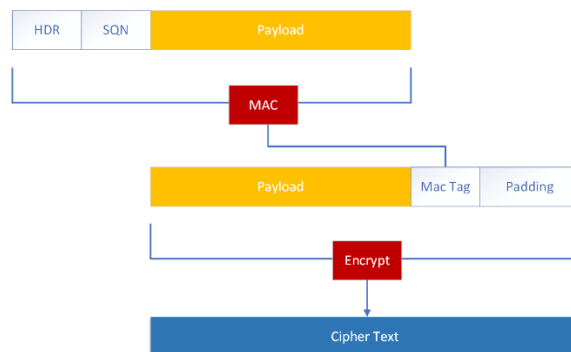 HDR SQN Payload
MAC
Payload Mac Tag Padding
Encrypt
Cipher Text